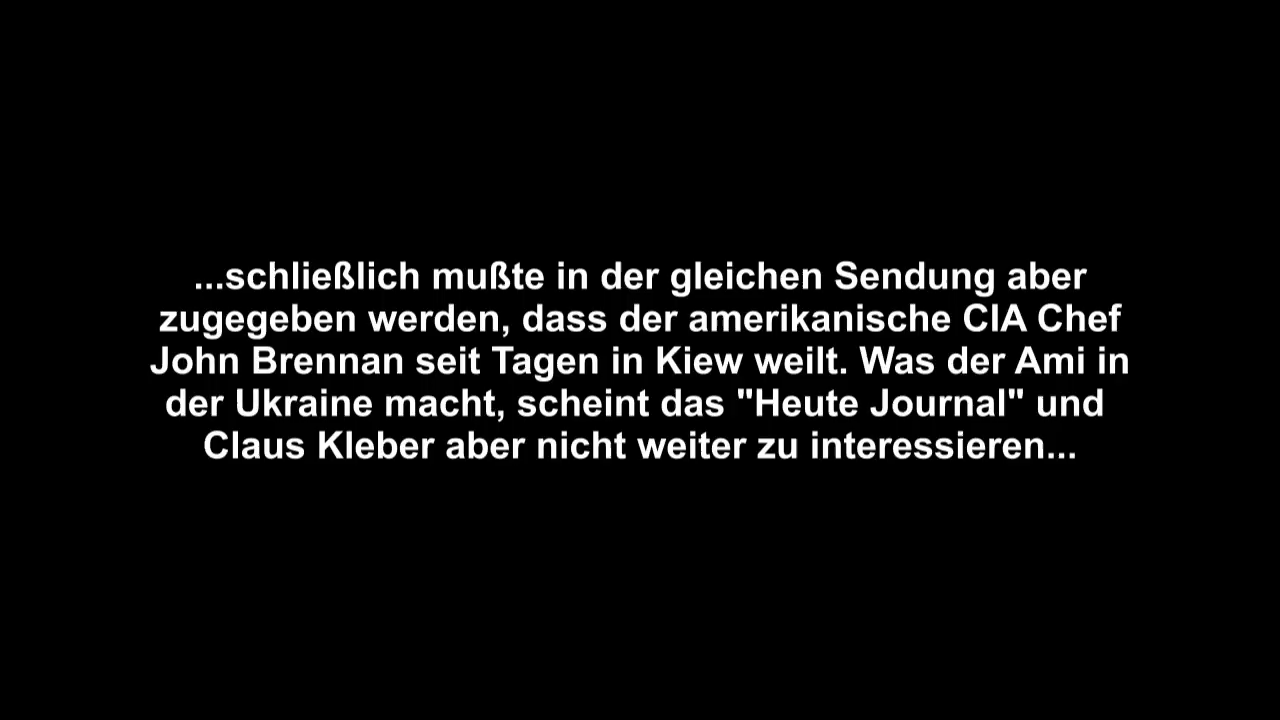 ...schließlich mußte in der gleichen Sendung aber
zugegeben werden, dass der amerikanische CIA Chef
John Brennan seit Tagen in Kiew weilt. Was der Ami in
der Ukraine macht, scheint das "Heute Journal" und
Claus Kleber aber nicht weiter zu interessieren...